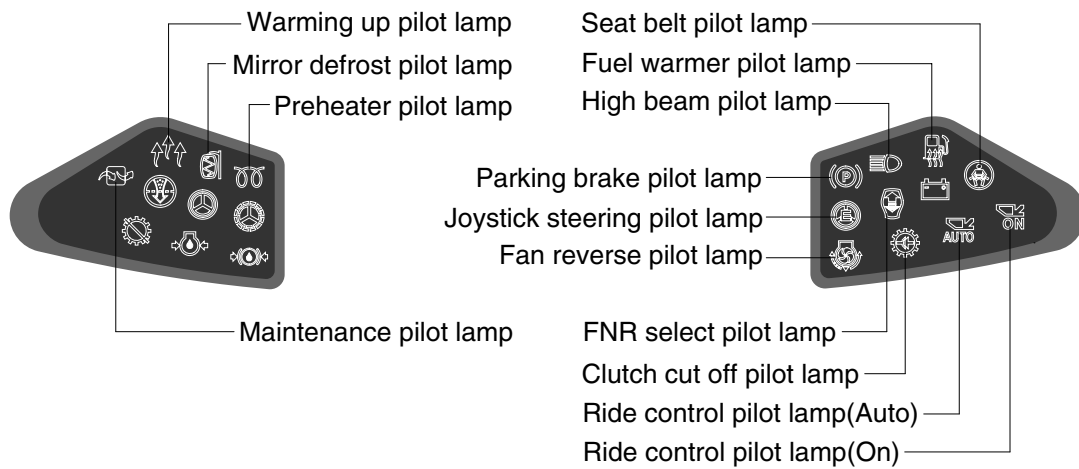 Warming up pilot lamp
Mirror defrost pilot lamp
Preheater pilot lamp
Maintenance pilot lamp
Seat belt pilot lamp
Fuel warmer pilot lamp
High beam pilot lamp
Parking brake pilot lamp
Joystick steering pilot lamp
Fan reverse pilot lamp
P
AUTO
ON
FNR select pilot lamp
Clutch cut off pilot lamp
Ride control pilot lamp(Auto)
Ride control pilot lamp(On)